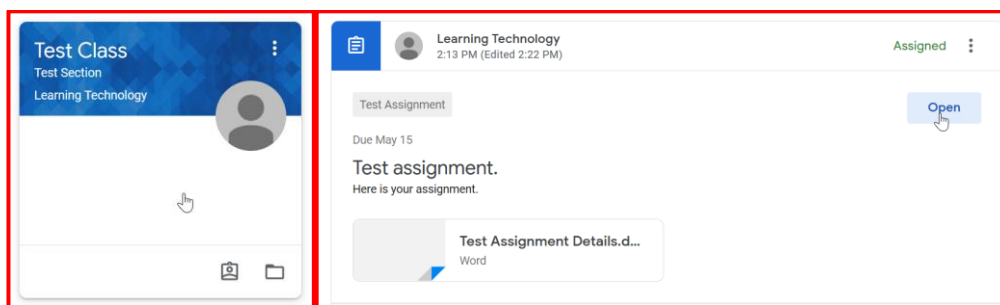 Test Class
Test Section
Learning Technology
Learning Technology
2:13 PM (Edited 2:22 PM)
Assigned
Test Assignment
Open
Due May 15
Test assignment.
Here is your assignment.
Test Assignment Details.d...
Word